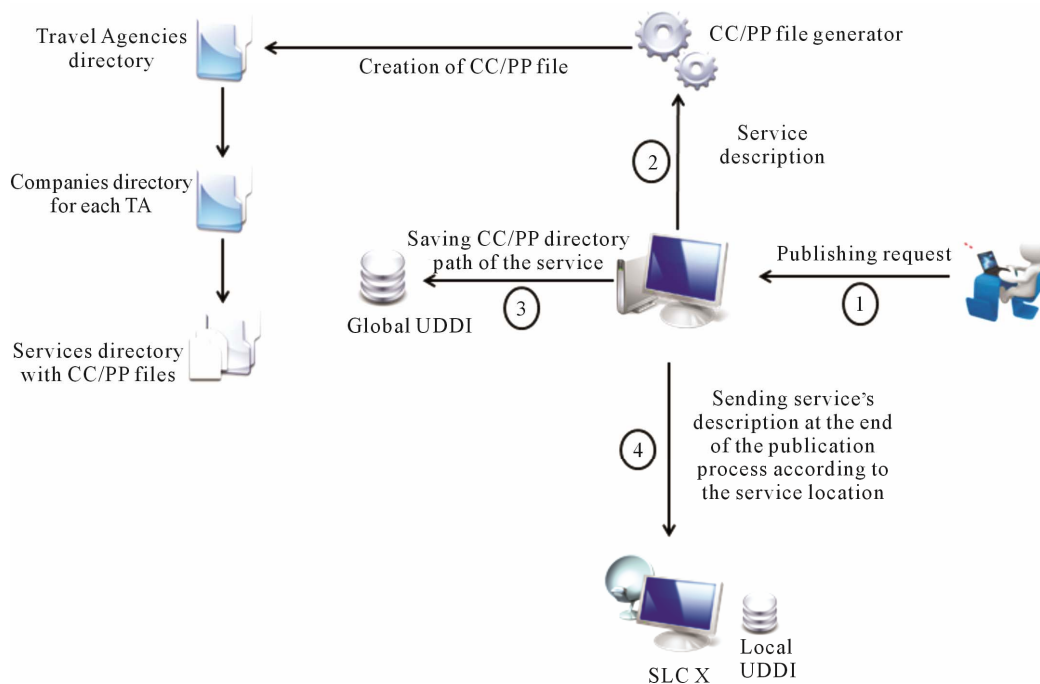 Travel Agencies
directory
Creation of CC/PP file
CC/PP file generator
2
Service
description
Companies directory
for each TA
Saving CC/PP directory
path of the service
3
Global UDDI
Publishing request
1
Services directory
with CC/PP files
4
Sending service's
description at the end
of the publication
process according to
the service location
SLC X
Local
UDDI